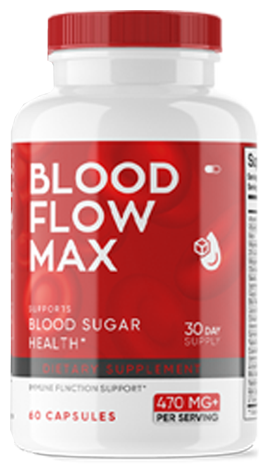 BLOOD
FLOW
MAX
SUPPORTS
BLOOD SUGAR
HEALTH*
30 DAY
SUPPLY
DIETARY SUPPLEMENT
IMMUNE FUNCTION SUPPORT*
60 CAPSULES
470 MG+
PER SERVING